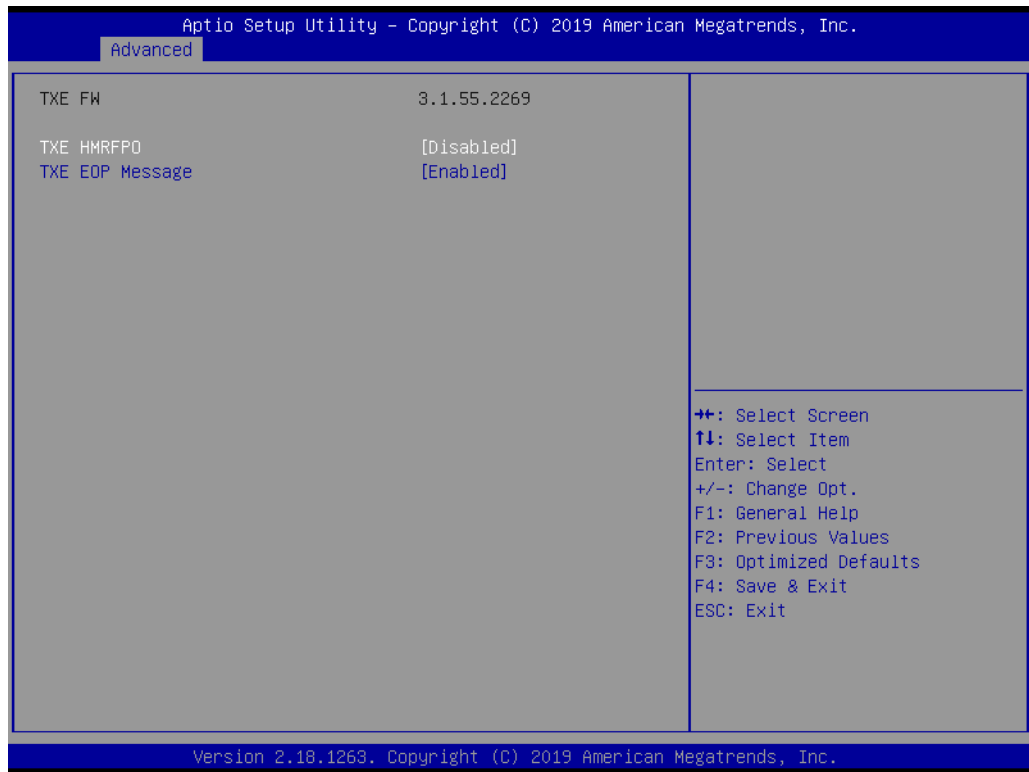 Aptio Setup Utility – Copyright (C) 2019 American Megatrends, Inc.
Advanced
TXE FW 3.1.55.2269
TXE HMRFPO [Disabled]
TXE EOP Message [Enabled]
→←: Select Screen
↑↓: Select Item
Enter: Select
+/-: Change Opt.
F1: General Help
F2: Previous Values
F3: Optimized Defaults
F4: Save & Exit
ESC: Exit
Version 2.18.1263. Copyright (C) 2019 American Megatrends, Inc.